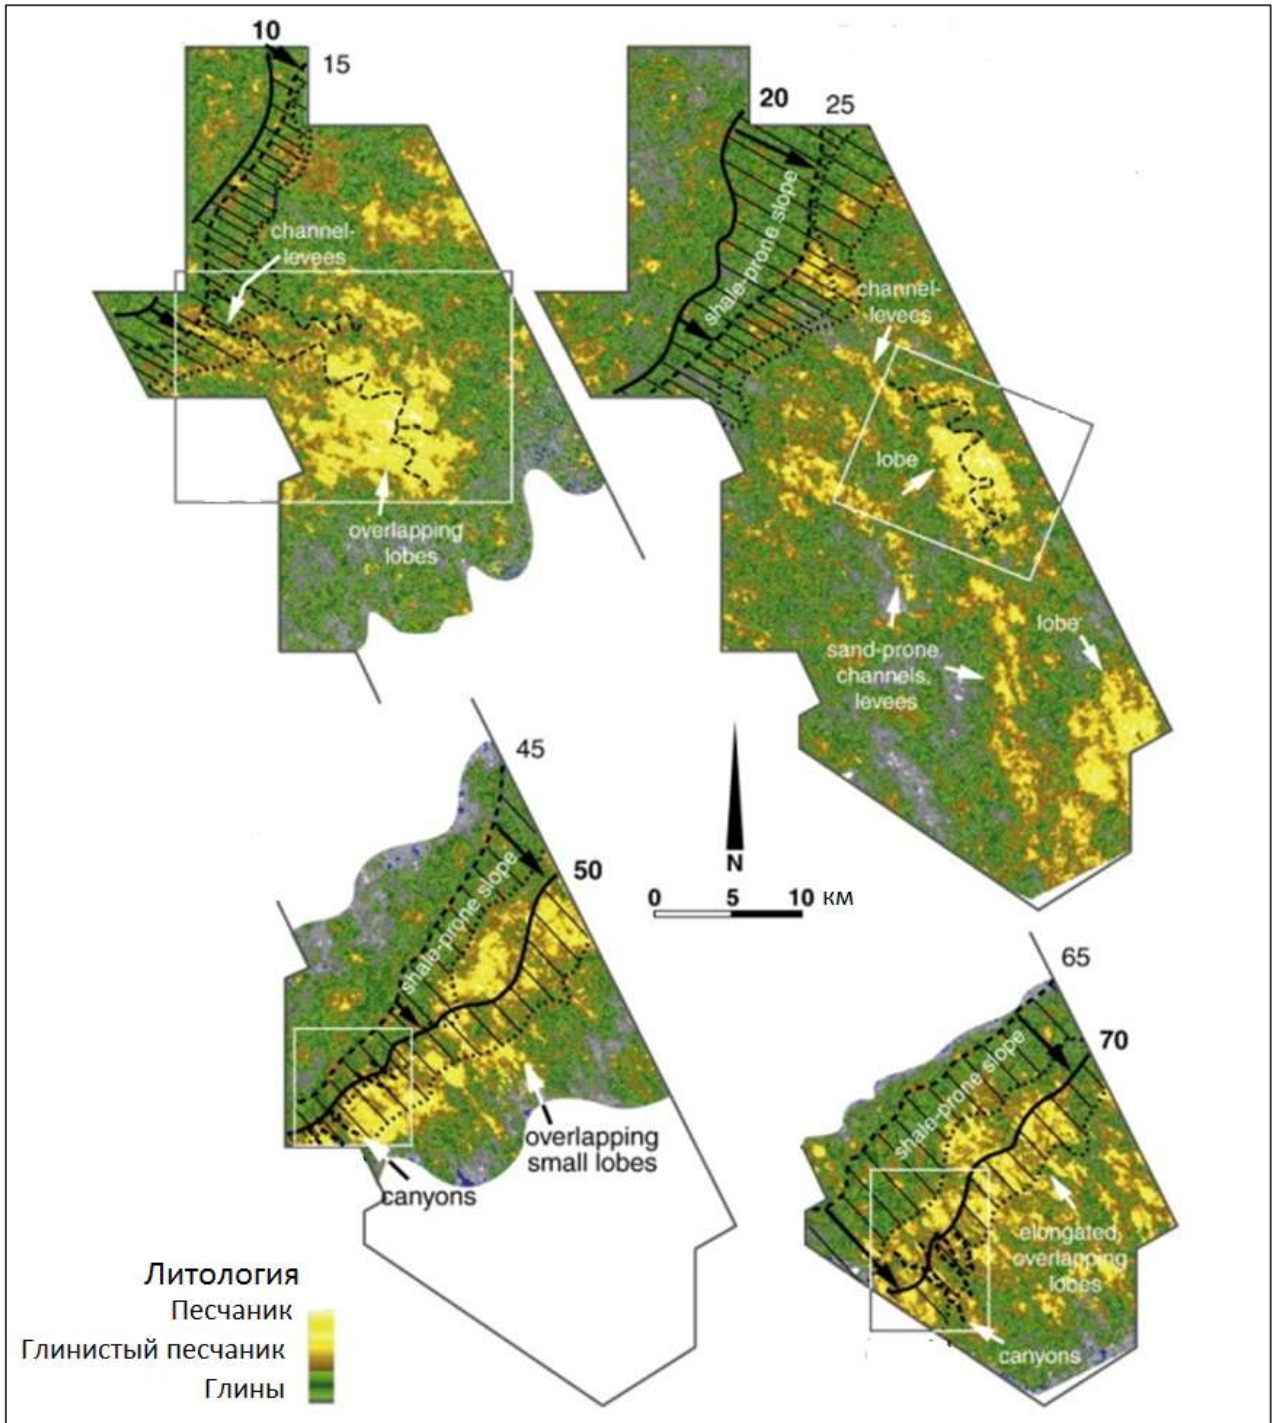 10
15
channel-
levees
overlapping
lobes
20
25
shale-prone slope
channel-
levees
lobe
sand-prone
channels,
levees
lobe
45
shale-prone slope
50
overlapping
small lobes
canyons
N
0 5 10 км
65
shale-prone slope
70
elongated,
overlapping
lobes
canyons
Литология
Песчаник
Глинистый песчаник
Глины